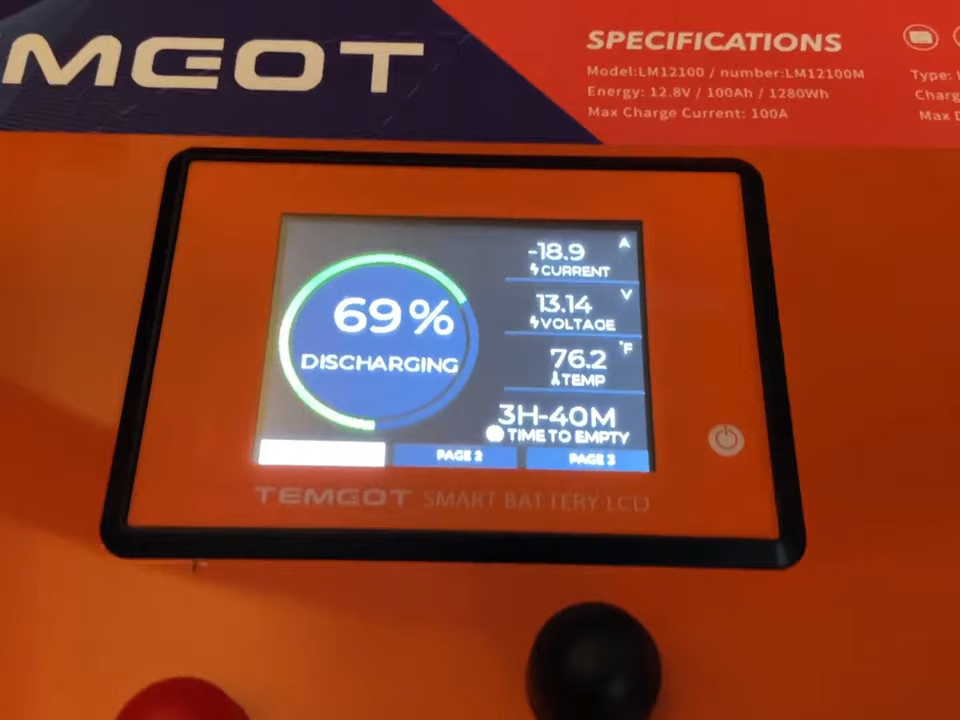 MGOT
SPECIFICATIONS
Model:LM12100 / number:LM12100M
Energy: 12.8V / 100Ah / 1280Wh
Max Charge Current: 100A
Type:
Charg
Max D
69%
DISCHARGING
-18.9 A
CURRENT
13.14 V
VOLTAGE
76.2 °F
TEMP
3H-40M
TIME TO EMPTY
PAGE 2
PAGE 3
TEMGOT SMART BATTERY LCD